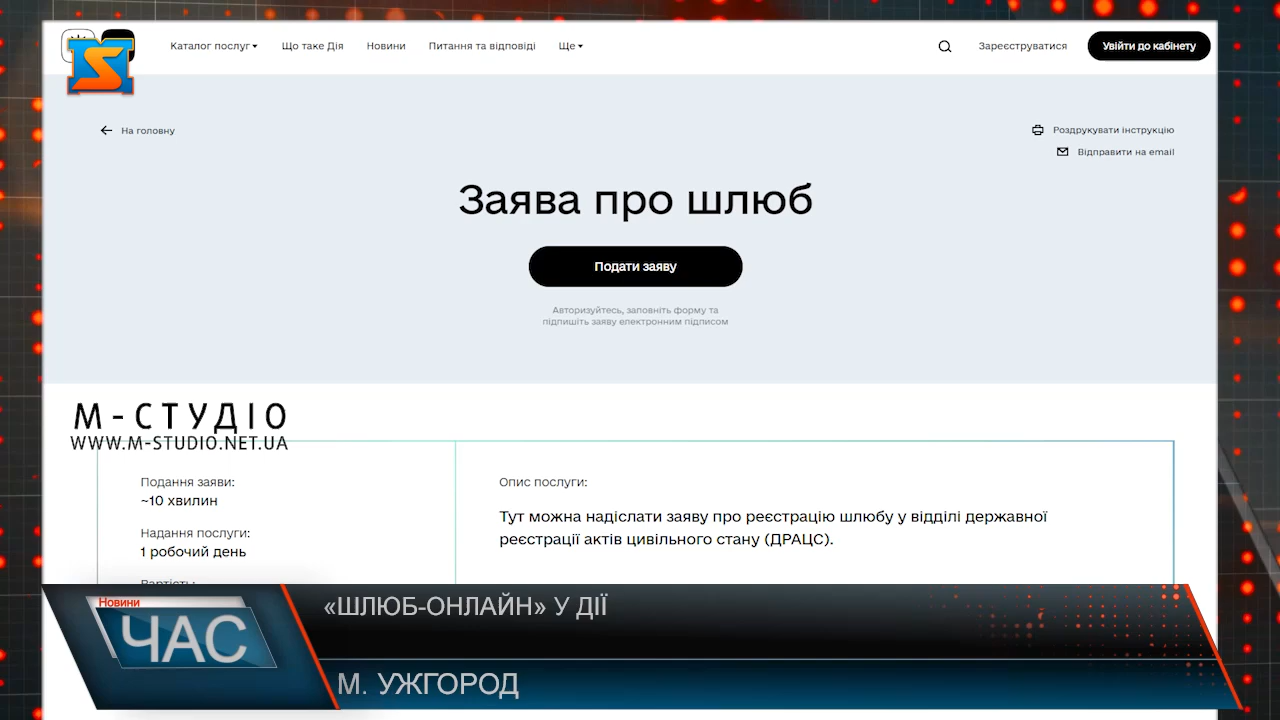 Каталог послуг
Що таке Дія
Новини
Питання та відповіді
Ще
Зареєструватися
Увійти до кабінету
На головну
Роздрукувати інструкцію
Відправити на email
Заява про шлюб
Подати заяву
Авторизуйтесь, заповніть форму та
підпишіть заяву електронним підписом
М-СТУДІО
WWW.M-STUDIO.NET.UA
Подання заяви:
~10 хвилин
Надання послуги:
1 робочий день
Вартість:
Опис послуги:
Тут можна надіслати заяву про реєстрацію шлюбу у відділі державної
реєстрації актів цивільного стану (ДРАЦС).
Новини
ЧАС
«ШЛЮБ-ОНЛАЙН» У ДІЇ
М. УЖГОРОД